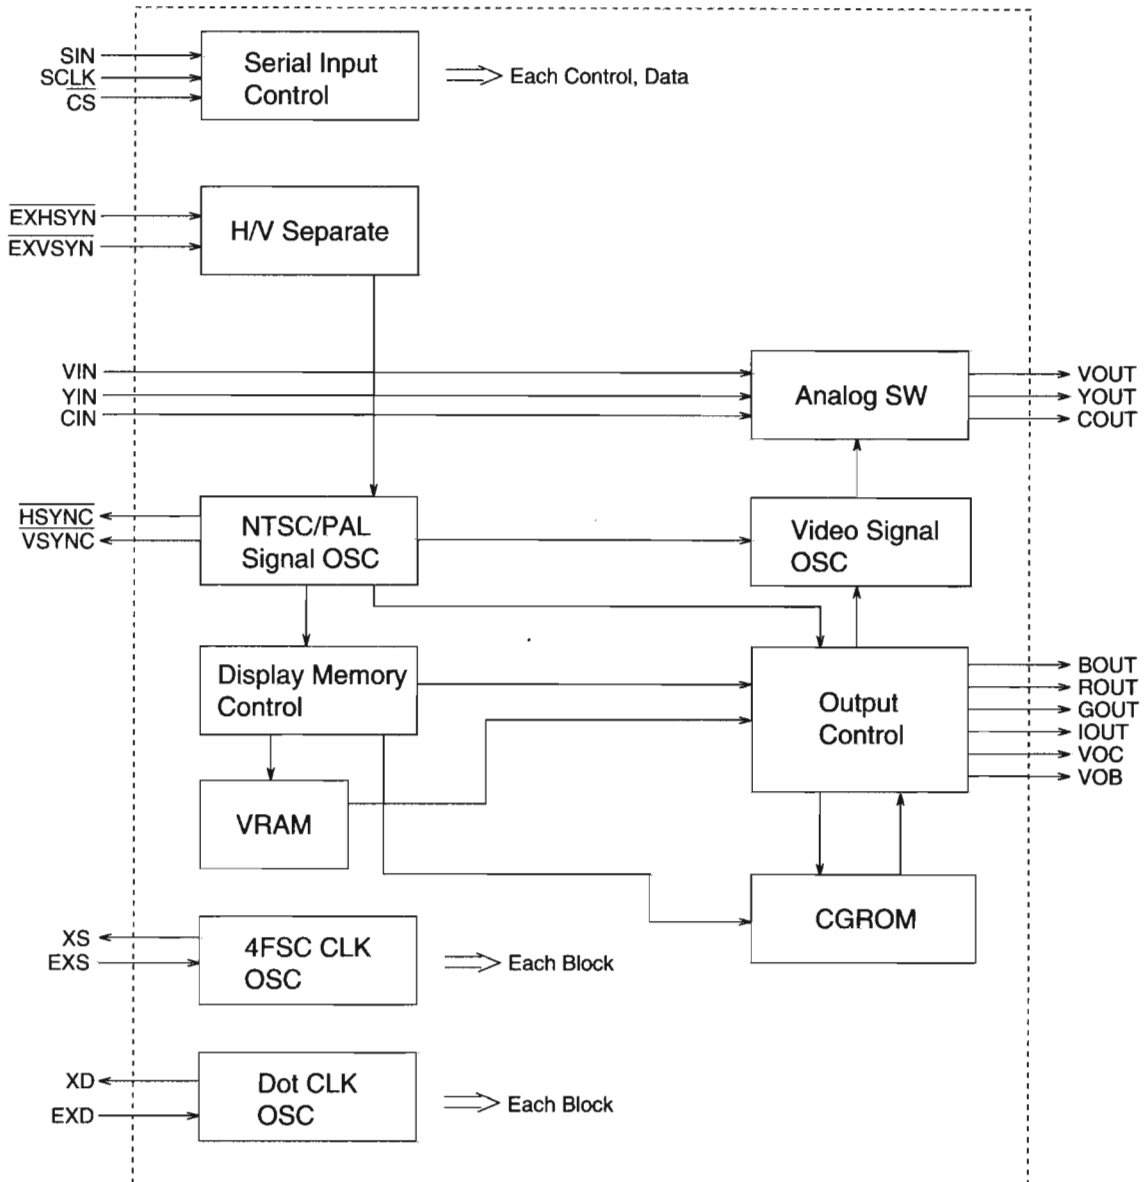 SIN
SCLK
CS
Serial Input
Control
Each Control, Data
EXHSYN
EXVSYN
H/V Separate
VIN
YIN
CIN
Analog SW
VOUT
YOUT
COUT
HSYNC
VSYNC
NTSC/PAL
Signal OSC
Video Signal
OSC
Display Memory
Control
Output
Control
BOUT
ROUT
GOUT
IOUT
VOC
VOB
VRAM
CGROM
XS
EXS
4FSC CLK
OSC
Each Block
XD
EXD
Dot CLK
OSC
Each Block